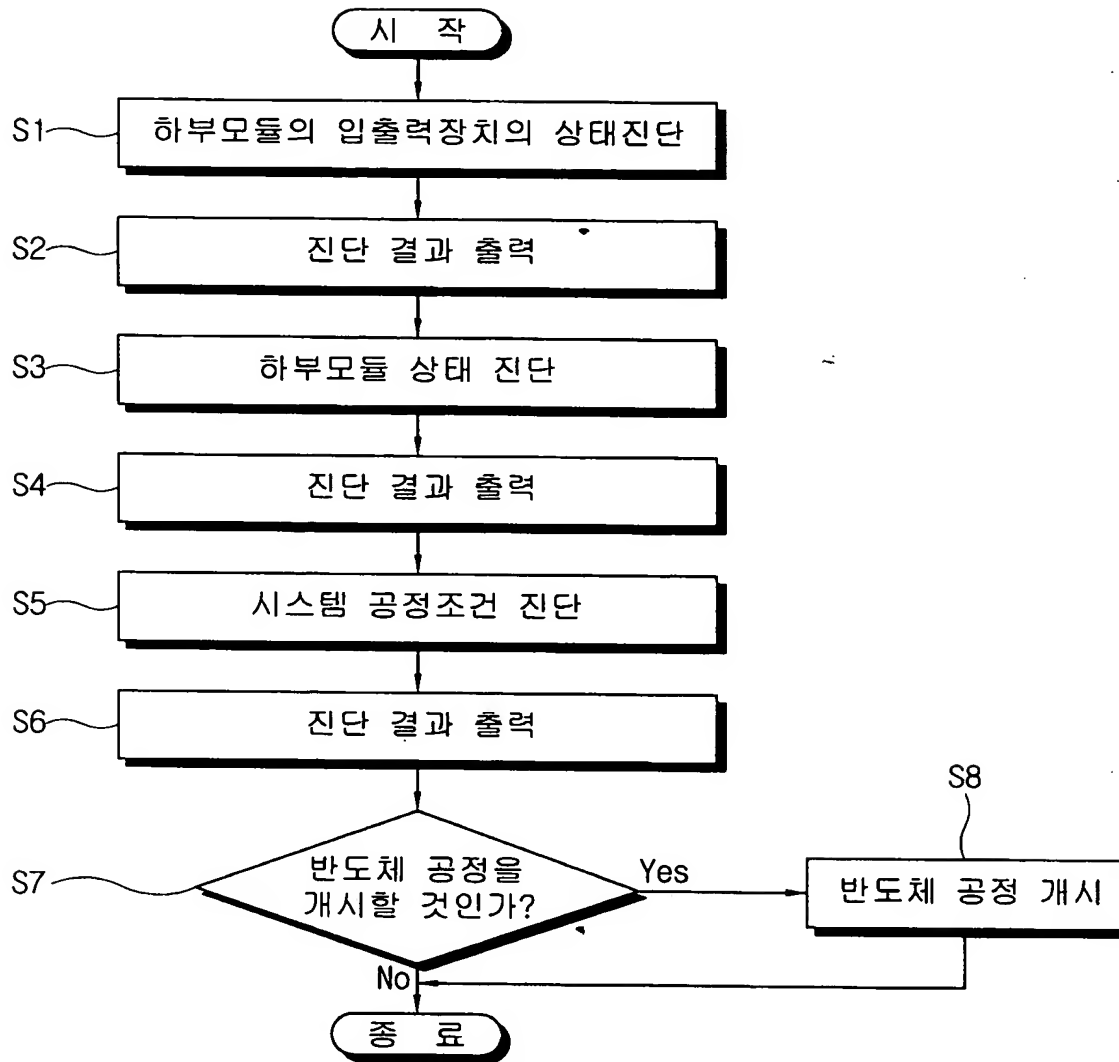 시 작
S1
하부모듈의 입출력장치의 상태진단
S2
진단 결과 출력
S3
하부모듈 상태 진단
S4
진단 결과 출력
S5
시스템 공정조건 진단
S6
진단 결과 출력
S7
반도체 공정을
개시할 것인가?
Yes
S8
반도체 공정 개시
No
종 료